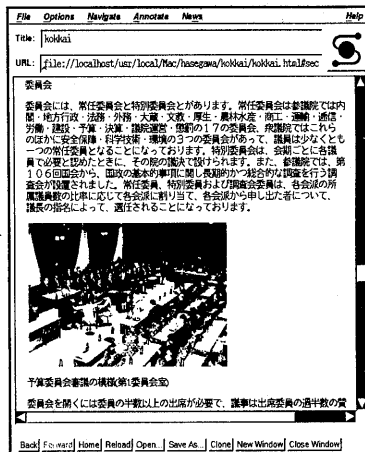 File Options Navigate Annotate News Help
Title: kokkai
URL: file://localhost/usr/local/Mac/hasegawa/kokkai/kokkai.html#sec
委員会
委員会には、常任委員会と特別委員会とがあります。常任委員会は参議院では内
閣・地方行政・法務・外務・大蔵・文教・厚生・農林水産・商工・運輸・逓信・
労働・建設・予算・決算・議院運営・懲罰の１７の委員会、衆議院ではこれら
のほかに安全保障・科学技術・環境の３つの委員会があって、議員は少なくとも
一つの常任委員となることになっております。特別委員会は、会期ごとに各議
員で必要と認めたときに、その院の議決で設けられます。また、参議院では、第
１０６回国会から、国政の基本的事項に関し長期的かつ総合的な調査を行う調
査会が設置されました。常任委員、特別委員および調査会委員は、各会派の所
属議員数の比率に応じて各会派に割り当て、各会派から申し出た者について、
議長の指名によって、選任されることになっております。
予算委員会審議の模様(第1委員会室)
委員会を開くには委員の半数以上の出席が必要で、議事は出席委員の過半数の賛
Back Forward Home Reload Open... Save As... Clone New Window Close Window